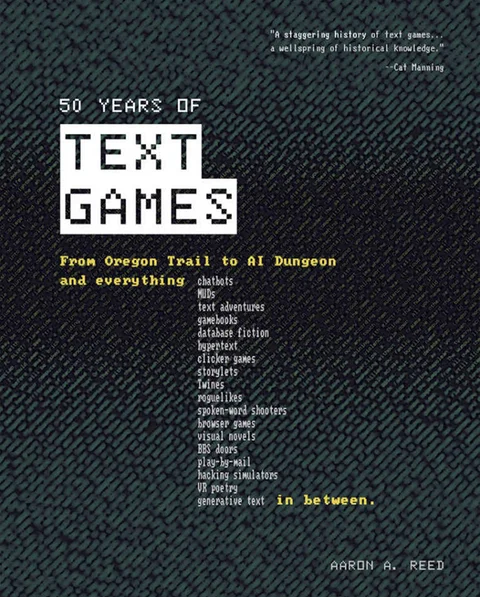 "A staggering history of text games...
a wellspring of historical knowledge."
--Cat Manning
50 YEARS OF
TEXT
GAMES
From Oregon Trail to AI Dungeon
and everything chatbots
MUDs
text adventures
gamebooks
database fiction
hypertext
clicker games
storylets
Twines
roguelikes
spoken-word shooters
browser games
visual novels
BBS doors
play-by-mail
hacking simulators
VR poetry
generative text in between.
AARON A. REED